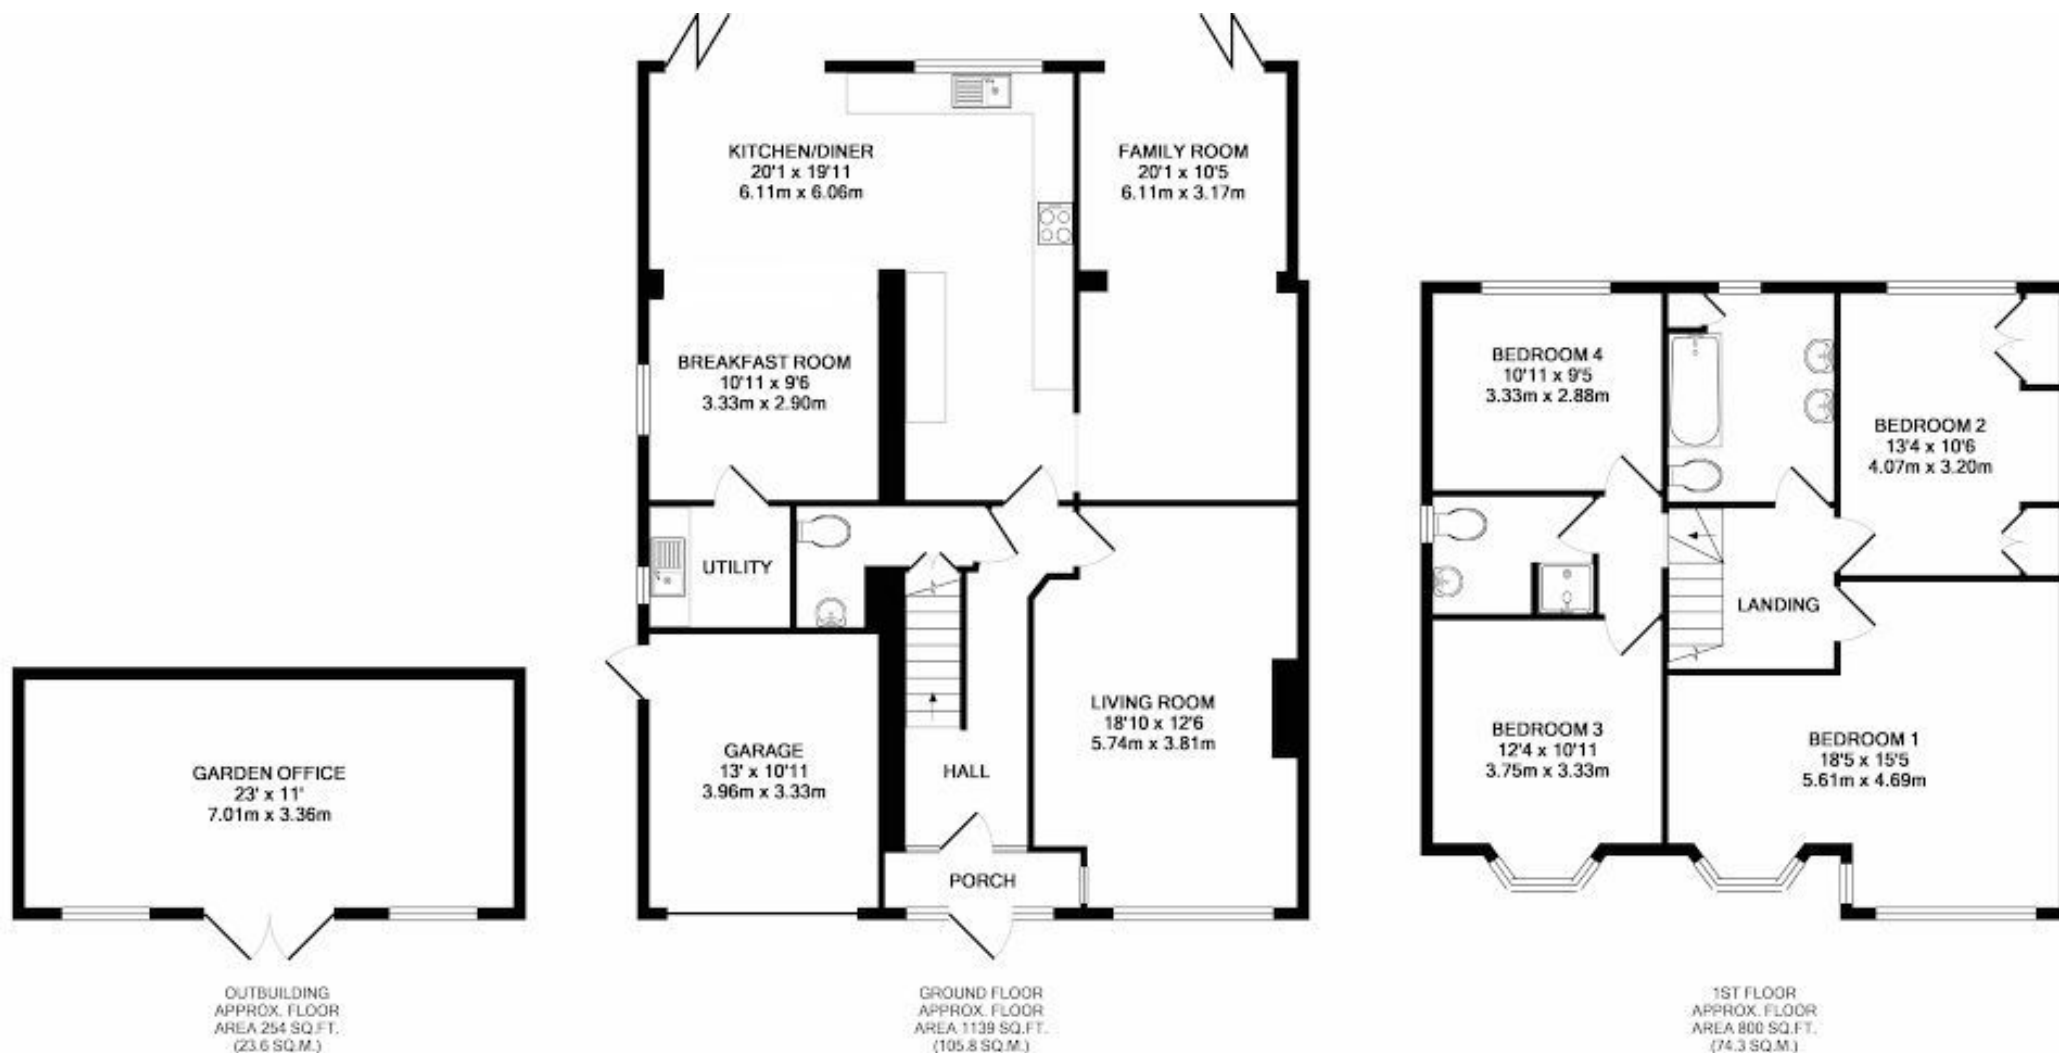 KITCHEN/DINER
20'1 x 19'11
6.11m x 6.06m
FAMILY ROOM
20'1 x 10'5
6.11m x 3.17m
BREAKFAST ROOM
10'11 x 9'6
3.33m x 2.90m
UTILITY
GARAGE
13' x 10'11
3.96m x 3.33m
HALL
LIVING ROOM
18'10 x 12'6
5.74m x 3.81m
PORCH
GARDEN OFFICE
23' x 11'
7.01m x 3.36m
BEDROOM 4
10'11 x 9'5
3.33m x 2.88m
BEDROOM 2
13'4 x 10'6
4.07m x 3.20m
LANDING
BEDROOM 3
12'4 x 10'11
3.75m x 3.33m
BEDROOM 1
18'5 x 15'5
5.61m x 4.69m
OUTBUILDING
APPROX. FLOOR
AREA 254 SQ.FT.
(23.6 SQ.M.)
GROUND FLOOR
APPROX. FLOOR
AREA 1139 SQ.FT.
(105.8 SQ.M.)
1ST FLOOR
APPROX. FLOOR
AREA 800 SQ.FT.
(74.3 SQ.M.)